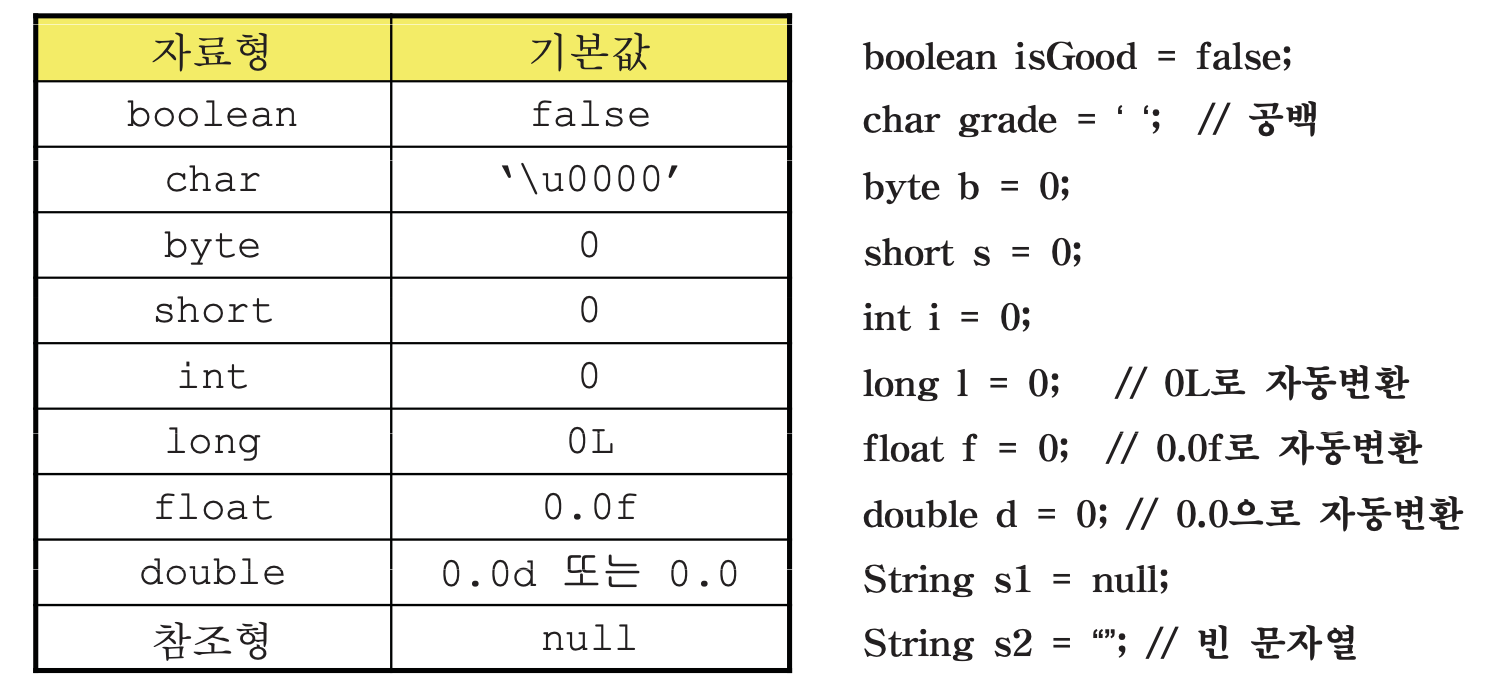 자료형 기본값
boolean false
char ‘\u0000’
byte 0
short 0
int 0
long 0L
float 0.0f
double 0.0d 또는 0.0
참조형 null
boolean isGood = false;
char grade = ‘ ‘; // 공백
byte b = 0;
short s = 0;
int i = 0;
long l = 0; // 0L로 자동변환
float f = 0; // 0.0f로 자동변환
double d = 0; // 0.0으로 자동변환
String s1 = null;
String s2 = “”; // 빈 문자열